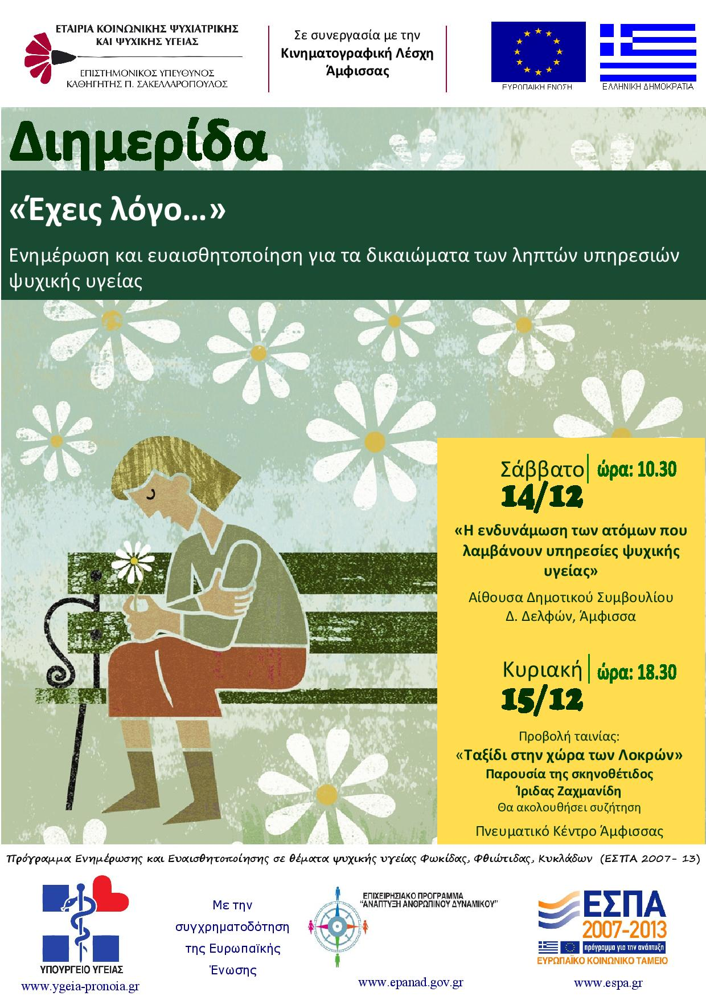 ΕΤΑΙΡΙΑ ΚΟΙΝΩΝΙΚΗΣ ΨΥΧΙΑΤΡΙΚΗΣ
ΚΑΙ ΨΥΧΙΚΗΣ ΥΓΕΙΑΣ
ΕΠΙΣΤΗΜΟΝΙΚΟΣ ΥΠΕΥΘΥΝΟΣ
ΚΑΘΗΓΗΤΗΣ Π. ΣΑΚΕΛΛΑΡΟΠΟΥΛΟΣ
Σε συνεργασία με την
Κινηματογραφική Λέσχη
Άμφισσας
ΕΥΡΩΠΑΙΚΗ ΕΝΩΣΗ
ΕΛΛΗΝΙΚΗ ΔΗΜΟΚΡΑΤΙΑ
Διημερίδα
«Έχεις λόγο...»
Ενημέρωση και ευαισθητοποίηση για τα δικαιώματα των ληπτών υπηρεσιών
ψυχικής υγείας
Σάββατο ώρα: 10.30
14/12
«Η ενδυνάμωση των ατόμων που
λαμβάνουν υπηρεσίες ψυχικής
υγείας»
Αίθουσα Δημοτικού Συμβουλίου
Δ. Δελφών, Άμφισσα
Κυριακή ώρα: 18.30
15/12
Προβολή ταινίας:
«Ταξίδι στην χώρα των Λοκρών»
Παρουσία της σκηνοθέτιδος
Ίριδας Ζαχμανίδη
Θα ακολουθήσει συζήτηση
Πνευματικό Κέντρο Άμφισσας
Πρόγραμμα Ενημέρωσης και Ευαισθητοποίησης σε θέματα ψυχικής υγείας Φωκίδας, Φθιώτιδας, Κυκλάδων (ΕΣΠΑ 2007- 13)
ΥΠΟΥΡΓΕΙΟ ΥΓΕΙΑΣ
www.ygeia-pronoia.gr
Με την
συγχρηματοδότηση
της Ευρωπαϊκής
Ένωσης
ΕΠΙΧΕΙΡΗΣΙΑΚΟ ΠΡΟΓΡΑΜΜΑ
"ΑΝΑΠΤΥΞΗ ΑΝΘΡΩΠΙΝΟΥ ΔΥΝΑΜΙΚΟΥ"
www.epanad.gov.gr
ΕΣΠΑ
2007-2013
πρόγραμμα για την ανάπτυξη
ΕΥΡΩΠΑΪΚΟ ΚΟΙΝΩΝΙΚΟ ΤΑΜΕΙΟ
www.espa.gr